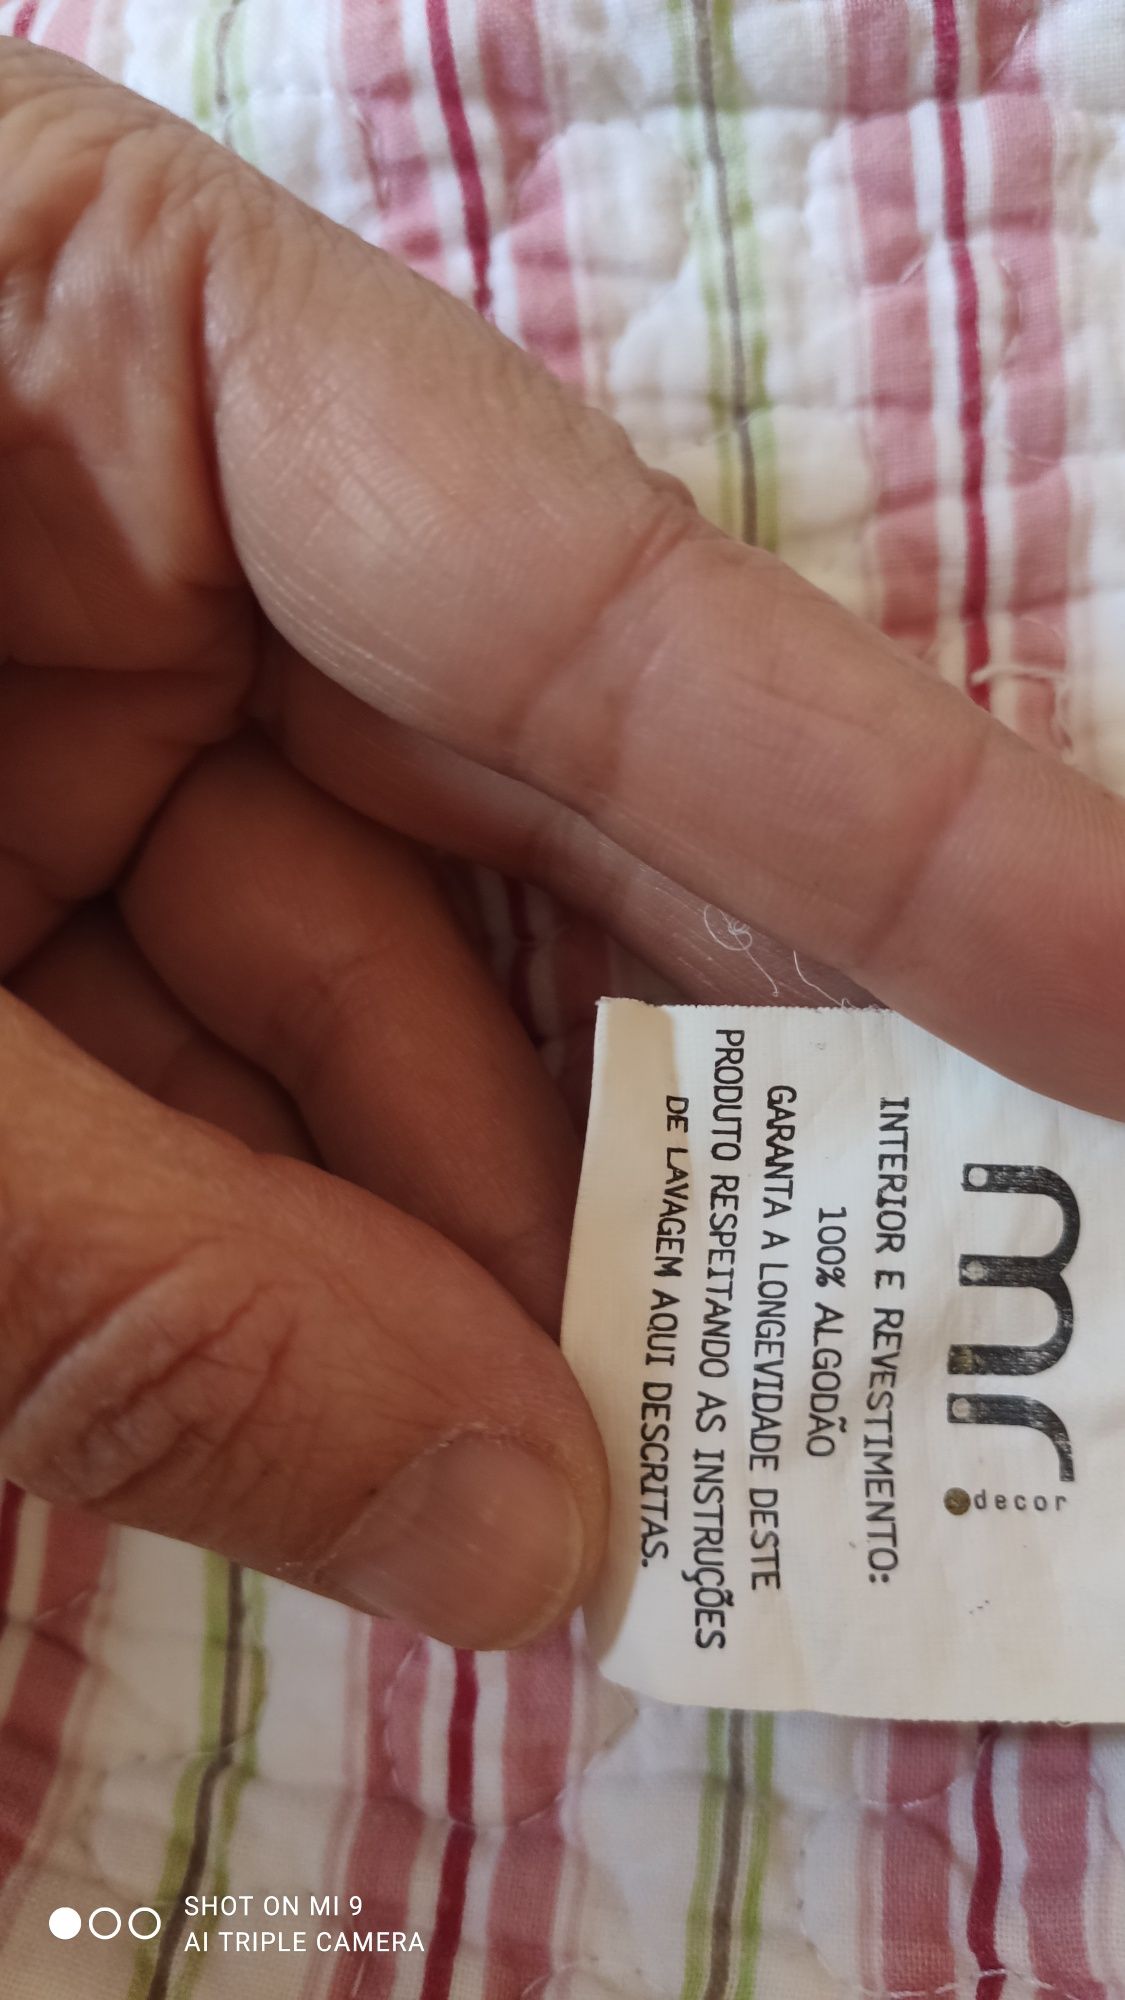 mr
decor
INTERIOR E REVESTIMENTO:
100% ALGODÃO
GARANTA A LONGEVIDADE DESTE
PRODUTO RESPEITANDO AS INSTRUÇÕES
DE LAVAGEM AQUI DESCRITAS.
SHOT ON MI 9
AI TRIPLE CAMERA